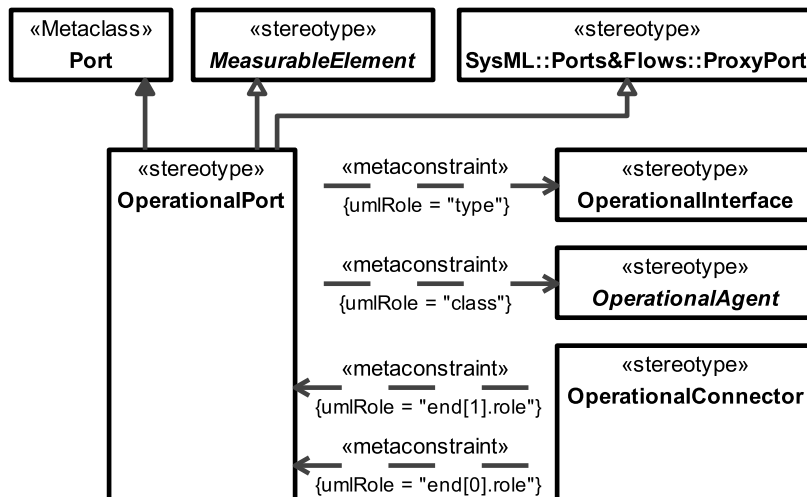 «Metaclass»
Port
«stereotype»
MeasurableElement
«stereotype»
SysML::Ports&Flows::ProxyPort
«stereotype»
OperationalPort
«metaconstraint»
{umlRole = "type"}
«stereotype»
OperationalInterface
«metaconstraint»
{umlRole = "class"}
«stereotype»
OperationalAgent
«metaconstraint»
{umlRole = "end[1].role"}
«stereotype»
OperationalConnector
«metaconstraint»
{umlRole = "end[0].role"}